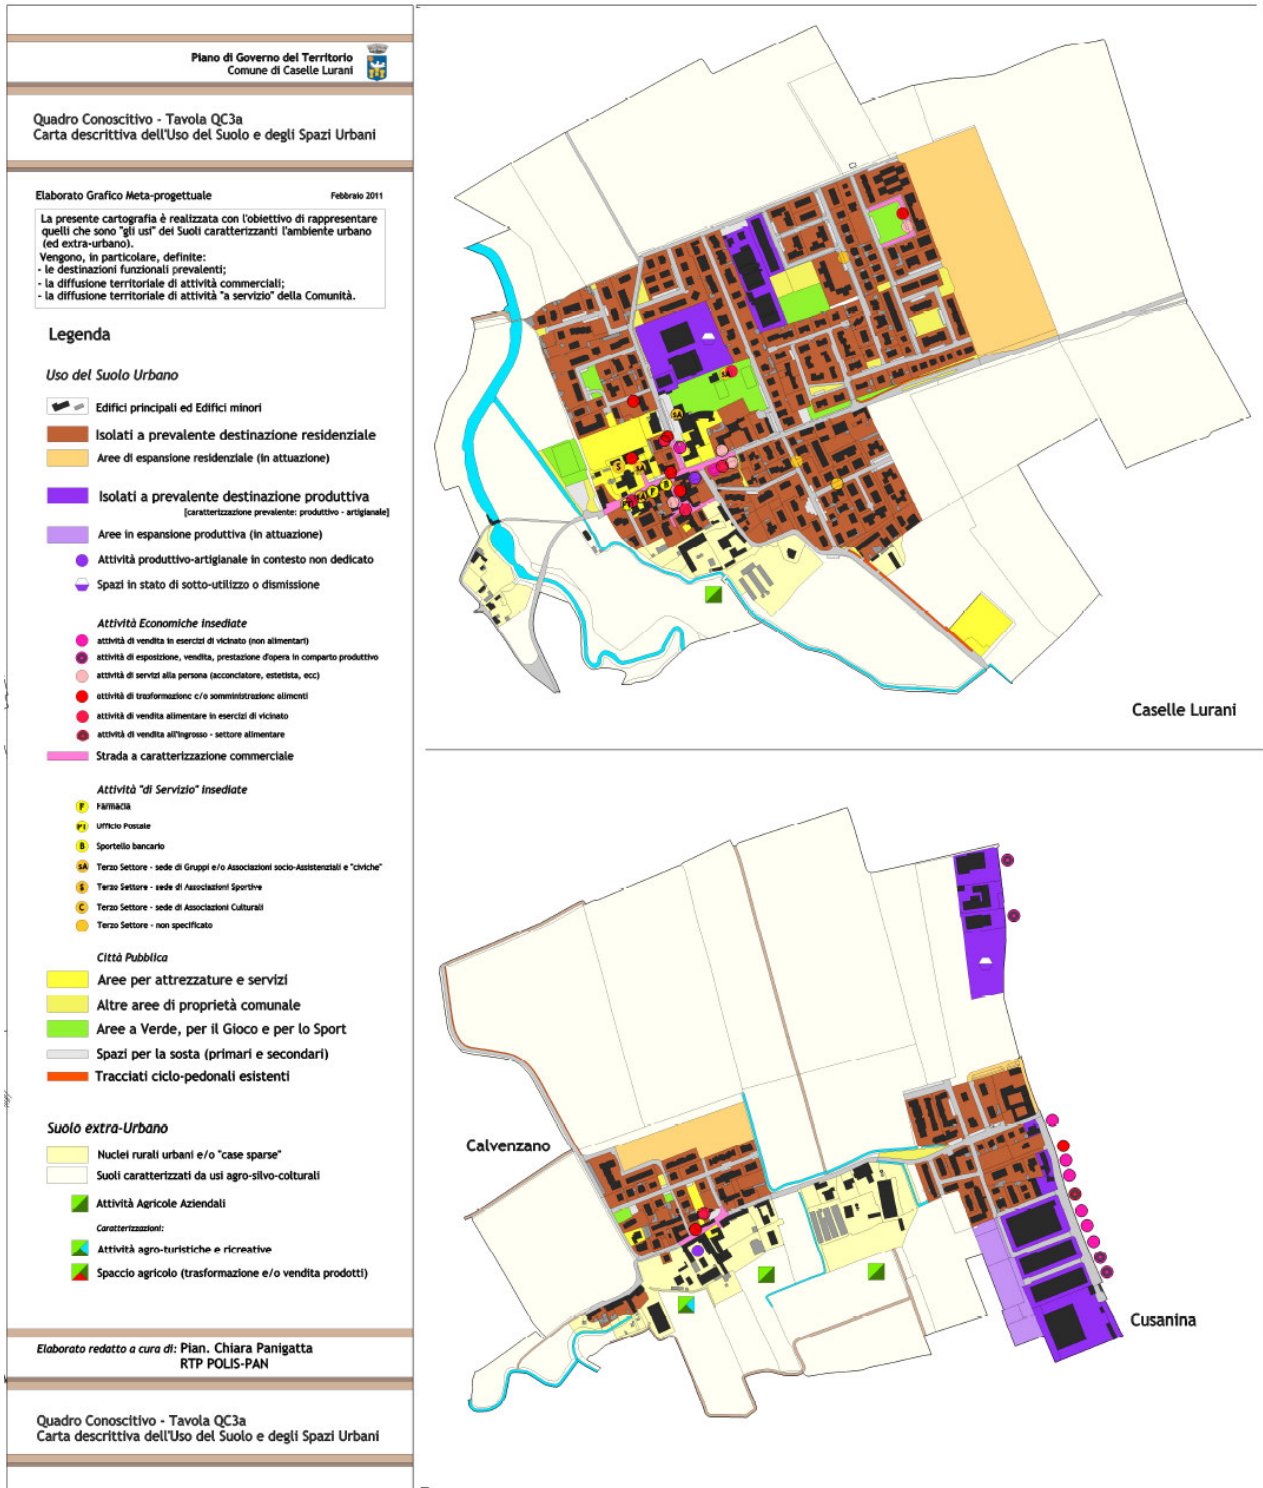 Piano di Governo del Territorio
Comune di Caselle Lurani
Quadro Conoscitivo - Tavola QC3a
Carta descrittiva dell'Uso del Suolo e degli Spazi Urbani
Elaborato Grafico Meta-progettuale
Febbraio 2011
La presente cartografia è realizzata con l'obiettivo di rappresentare
quelli che sono "gli usi" dei Suoli caratterizzanti l'ambiente urbano
(ed extra-urbano).
Vengono, in particolare, definite:
- le destinazioni funzionali prevalenti;
- la diffusione territoriale di attività commerciali;
- la diffusione territoriale di attività "a servizio" della Comunità.
Legenda
Uso del Suolo Urbano
Edifici principali ed Edifici minori
Isolati a prevalente destinazione residenziale
Aree di espansione residenziale (in attuazione)
Isolati a prevalente destinazione produttiva
[caratterizzazione prevalente: produttivo - artigianale]
Aree in espansione produttiva (in attuazione)
Attività produttivo-artigianale in contesto non dedicato
Spazi in stato di sotto-utilizzo o dismissione
Attività Economiche insediate
attività di vendita in esercizi di vicinato (non alimentari)
attività di esposizione, vendita, prestazione d'opera in comparto produttivo
attività di servizi alla persona (acconciatore, estetista, ecc)
attività di trasformazione e/o somministrazione alimenti
attività di vendita alimentare in esercizi di vicinato
attività di vendita all'ingrosso - settore alimentare
Strada a caratterizzazione commerciale
Attività "di Servizio" insediate
F Farmacia
PT Ufficio Postale
B Sportello bancario
SA Terzo Settore - sede di Gruppi e/o Associazioni socio-Assistenziali e "civiche"
S Terzo Settore - sede di Associazioni Sportive
C Terzo Settore - sede di Associazioni Culturali
Terzo Settore - non specificato
Città Pubblica
Aree per attrezzature e servizi
Altre aree di proprietà comunale
Aree a Verde, per il Gioco e per lo Sport
Spazi per la sosta (primari e secondari)
Tracciati ciclo-pedonali esistenti
Suolo extra-Urbano
Nuclei rurali urbani e/o "case sparse"
Suoli caratterizzati da usi agro-silvo-colturali
Attività Agricole Aziendali
Caratterizzazioni:
Attività agro-turistiche e ricreative
Spaccio agricolo (trasformazione e/o vendita prodotti)
Elaborato redatto a cura di: Pian. Chiara Panigatta
RTP POLIS-PAN
Quadro Conoscitivo - Tavola QC3a
Carta descrittiva dell'Uso del Suolo e degli Spazi Urbani
SA
SA
S
SA
B
F
Caselle Lurani
Calvenzano
Cusanina